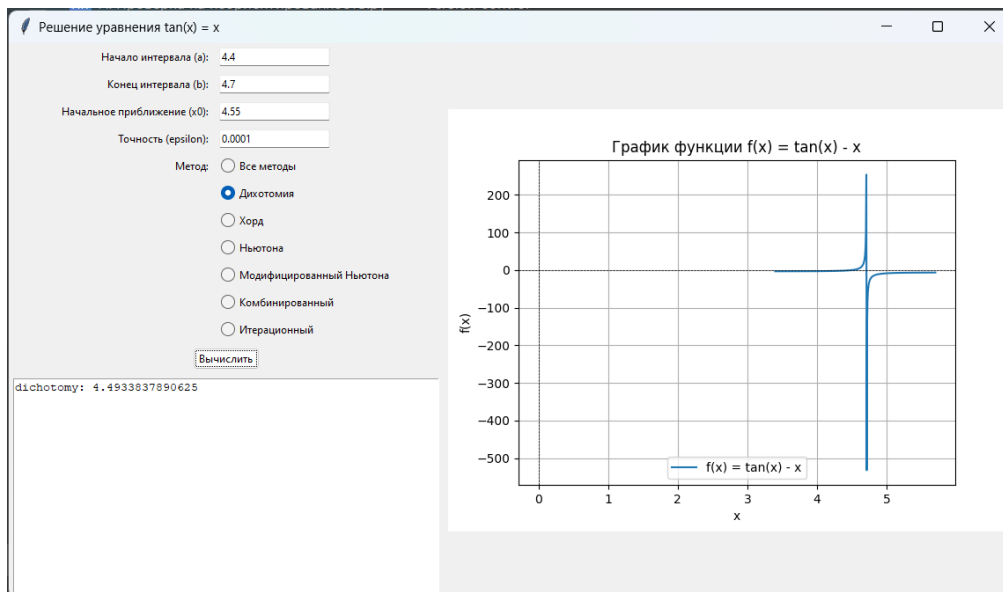 Решение уравнения tan(x) = x
Начало интервала (a): 4.4
Конец интервала (b): 4.7
Начальное приближение (x0): 4.55
Точность (epsilon): 0.0001
Метод: Все методы
Дихотомия
Хорд
Ньютона
Модифицированный Ньютона
Комбинированный
Итерационный
Вычислить
dichotomy: 4.4933837890625
График функции f(x) = tan(x) - x
200
100
0
−100
−200
−300
−400
−500
f(x)
f(x) = tan(x) - x
0 1 2 3 4 5
x